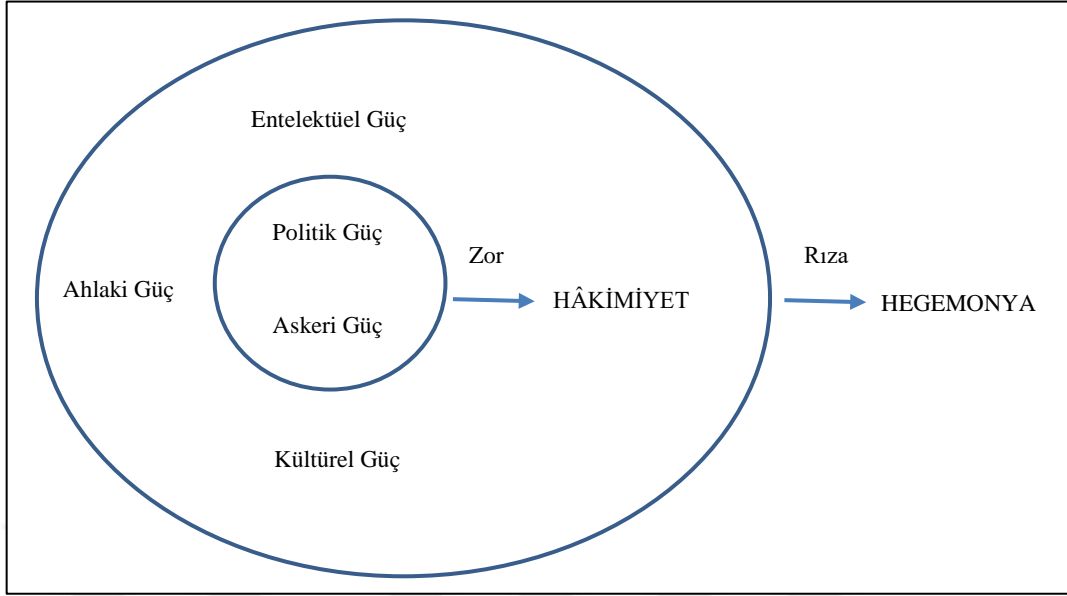 Entelektüel Güç
Politik Güç
Zor
Rıza
Ahlaki Güç
HÂKİMİYET
HEGEMONYA
Askeri Güç
Kültürel Güç